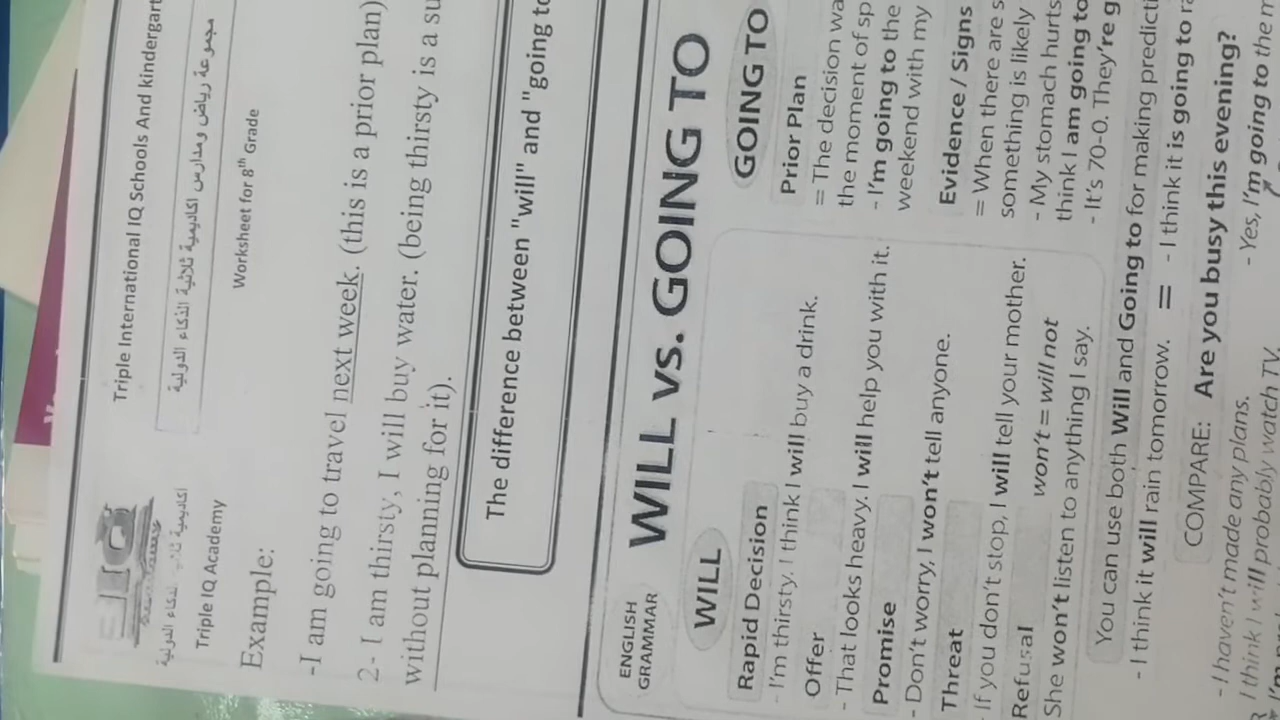 Triple International IQ Schools And kindergart
مجموعة رياض ومدارس اكاديمية ثلاثية الذكاء الدولية
Triple IQ Academy
Worksheet for 8th Grade
Example:
-I am going to travel next week. (this is a prior plan)
2- I am thirsty, I will buy water. (being thirsty is a su
without planning for it).
The difference between "will" and "going to
ENGLISH
GRAMMAR
WILL vs. GOING TO
WILL
Rapid Decision
- I'm thirsty. I think I will buy a drink.
Offer
- That looks heavy. I will help you with it.
Promise
- Don't worry, I won't tell anyone.
Threat
- If you don't stop, I will tell your mother.
Refusal
won't = will not
She won't listen to anything I say.
GOING TO
Prior Plan
= The decision wa
the moment of sp
- I'm going to the
weekend with my
Evidence / Signs
= When there are s
something is likely
- My stomach hurts
think I am going to
- It's 70-0. They're g
You can use both Will and Going to for making predicti
- I think it will rain tomorrow. = - I think it is going to ra
COMPARE: Are you busy this evening?
- I haven't made any plans.
I think I will probably watch TV.
- Yes, I'm going to the m